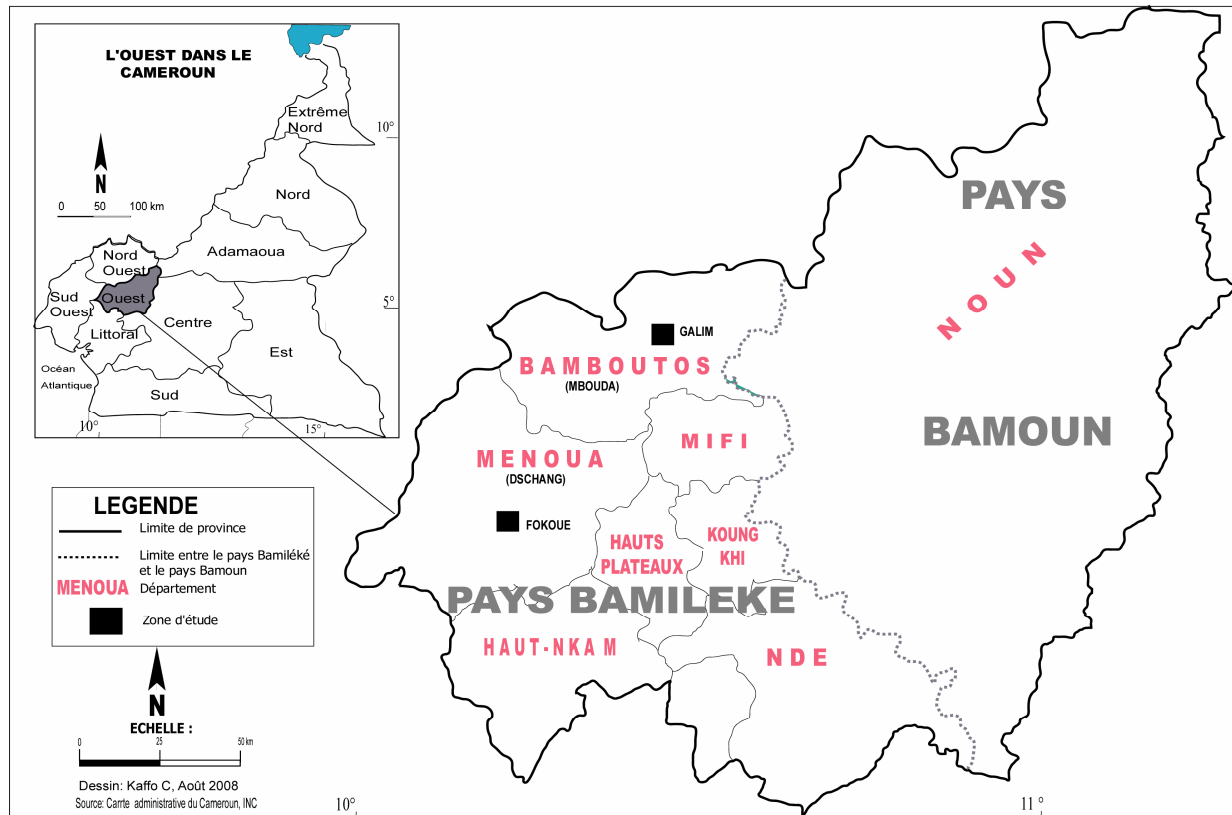 L'OUEST DANS LE
CAMEROUN
Extrême
Nord
10°
N
0 50 100 km
Nord
Adamaoua
Nord
Ouest
Sud
Ouest
Ouest
5°
Centre
Littoral
Est
Océan
Atlantique
Sud
10°
15°
PAYS
NOUN
BAMOUN
GALIM
BAMBOUTOS
(MBOUDA)
MIFI
MENOUA
(DSCHANG)
FOKOUE
HAUTS
PLATEAUX
KOUNG
KHI
PAYS BAMILEKE
HAUT-NKAM
NDE
LEGENDE
Limite de province
Limite entre le pays Bamiléké
et le pays Bamoun
MENOUA Département
Zone d'étude
N
ECHELLE :
0 25 50 km
Dessin: Kaffo C, Août 2008
Source: Carrte administrative du Cameroun, INC
10°
11 °